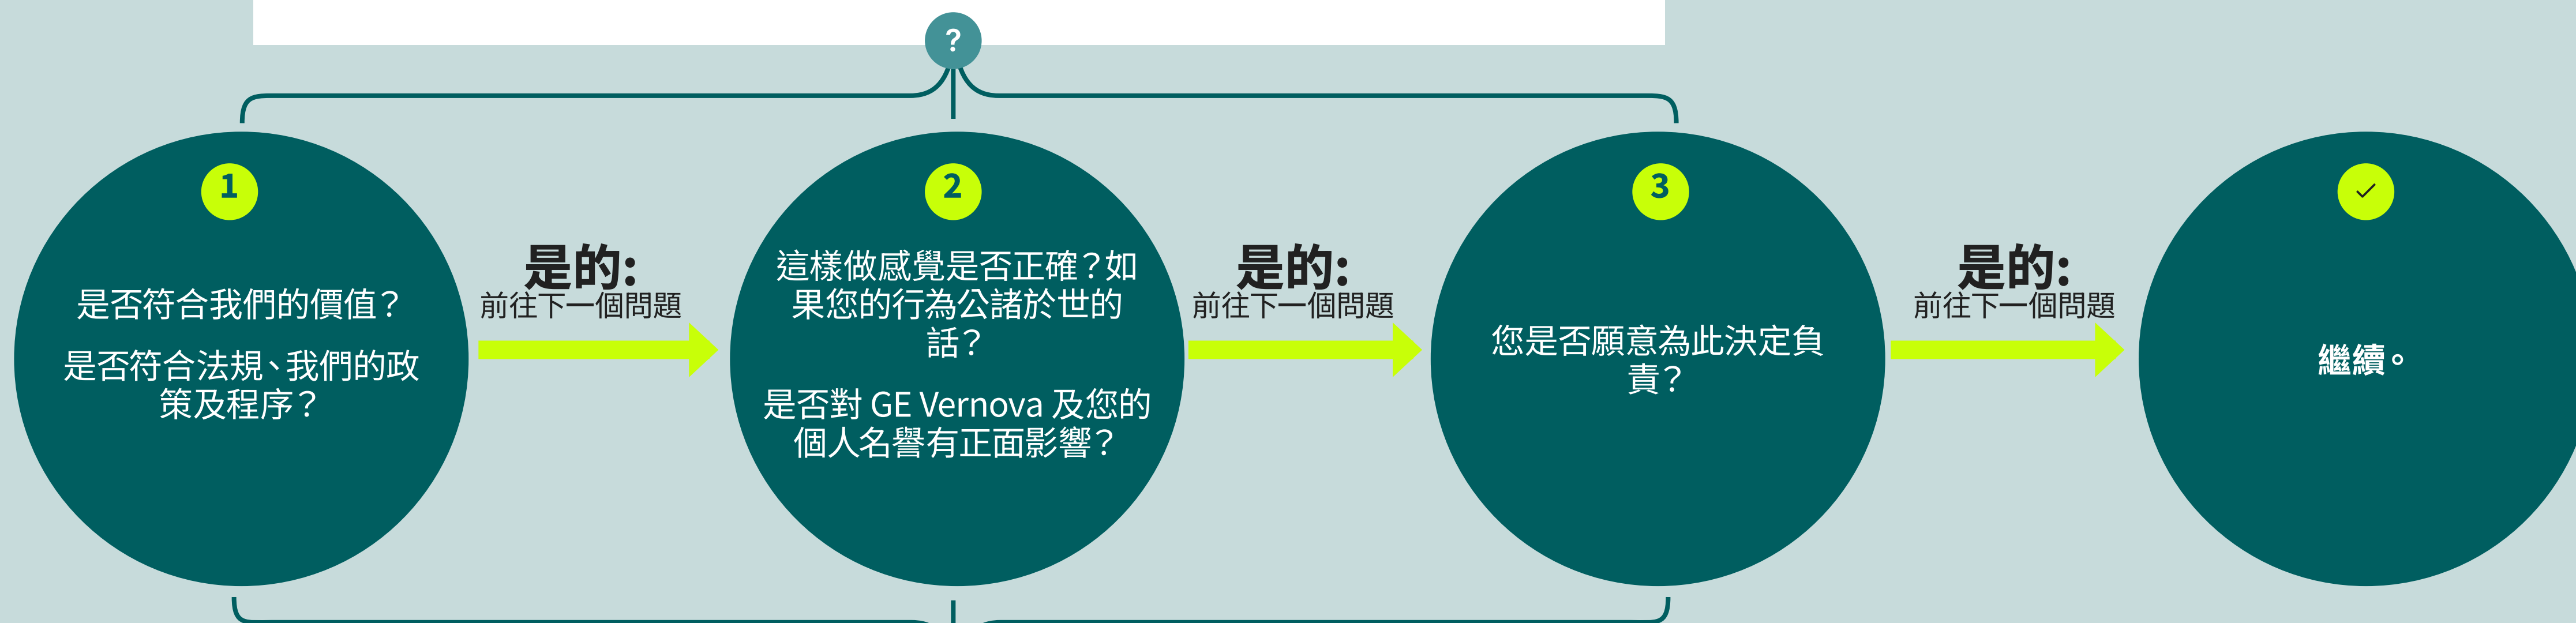 ?
1
是否符合我們的價值？
是否符合法規、我們的政
策及程序？
是的:
前往下一個問題
2
這樣做感覺是否正確？如
果您的行為公諸於世的
話？
是否對 GE Vernova 及您的
個人名譽有正面影響？
是的:
前往下一個問題
3
您是否願意為此決定負
責？
是的:
前往下一個問題
繼續。